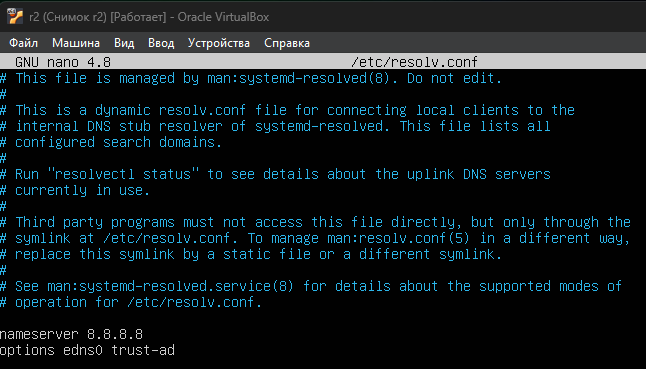 r2 (Снимок r2) [Работает] - Oracle VirtualBox
Файл Машина Вид Ввод Устройства Справка
GNU nano 4.8 /etc/resolv.conf
# This file is managed by man:systemd-resolved(8). Do not edit.
#
# This is a dynamic resolv.conf file for connecting local clients to the
# internal DNS stub resolver of systemd-resolved. This file lists all
# configured search domains.
#
# Run "resolvectl status" to see details about the uplink DNS servers
# currently in use.
#
# Third party programs must not access this file directly, but only through the
# symlink at /etc/resolv.conf. To manage man:resolv.conf(5) in a different way,
# replace this symlink by a static file or a different symlink.
#
# See man:systemd-resolved.service(8) for details about the supported modes of
# operation for /etc/resolv.conf.
nameserver 8.8.8.8
options edns0 trust-ad